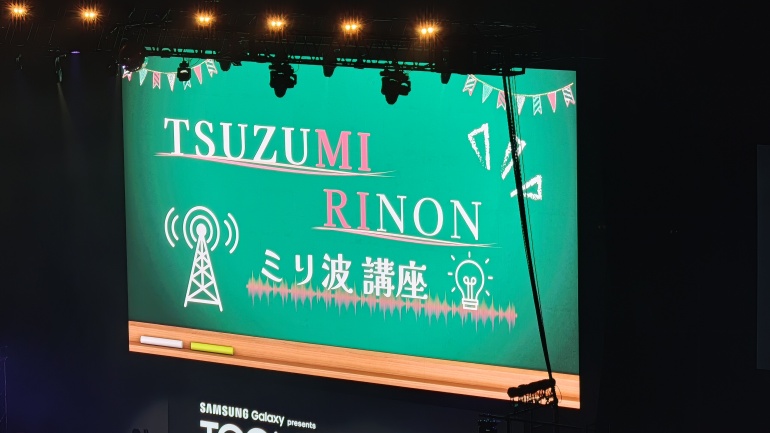 TSUZUMI
RINON
ミリ波 講座
SAMSUNG Galaxy presents